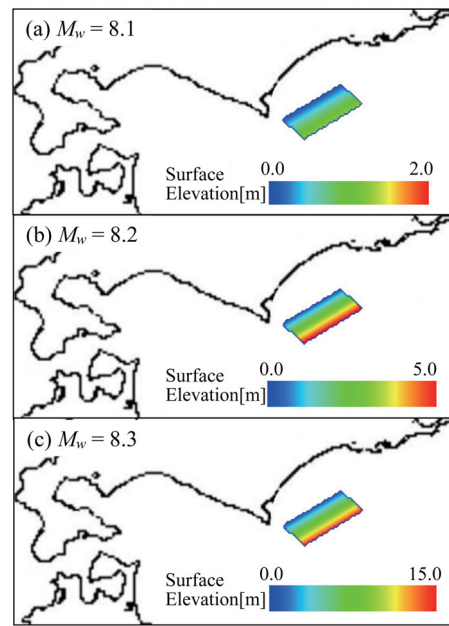 (a) Mw = 8.1
Surface
Elevation[m]
0.0 2.0
(b) Mw = 8.2
Surface
Elevation[m]
0.0 5.0
(c) Mw = 8.3
Surface
Elevation[m]
0.0 15.0